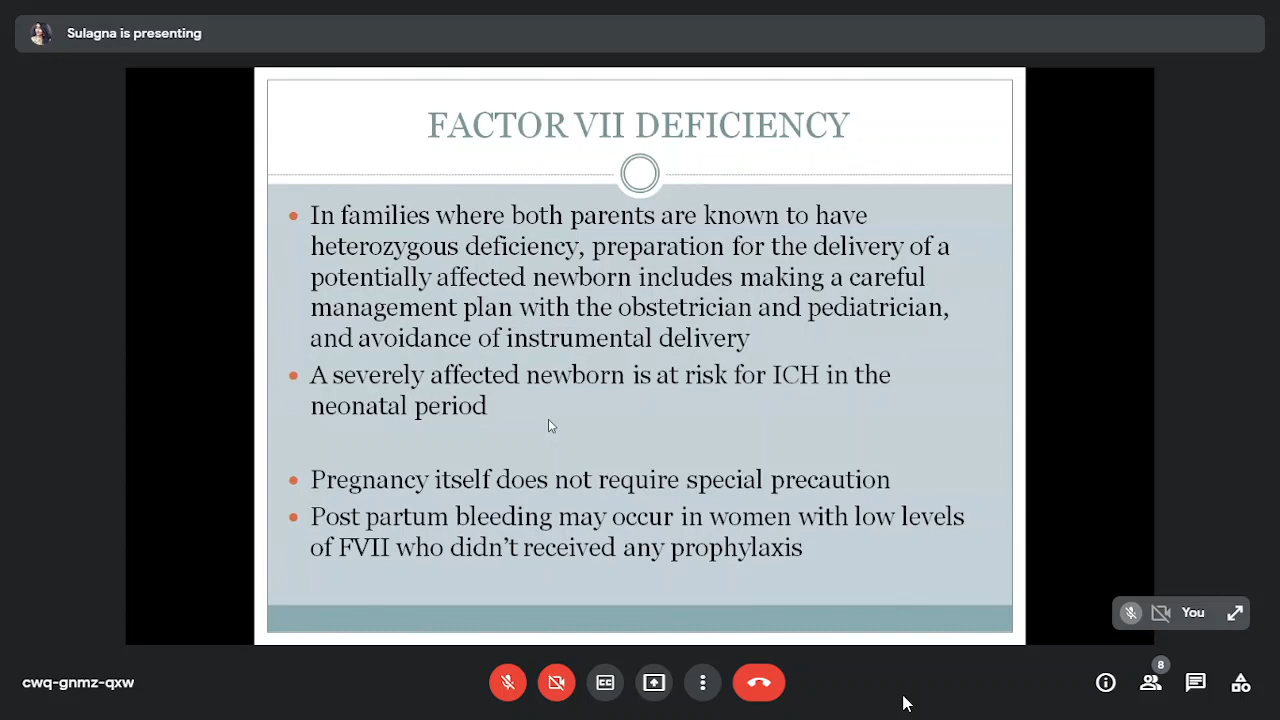 Sulagna is presenting
FACTOR VII DEFICIENCY
In families where both parents are known to have
heterozygous deficiency, preparation for the delivery of a
potentially affected newborn includes making a careful
management plan with the obstetrician and pediatrician,
and avoidance of instrumental delivery
A severely affected newborn is at risk for ICH in the
neonatal period
Pregnancy itself does not require special precaution
Post partum bleeding may occur in women with low levels
of FVII who didn't received any prophylaxis
You
cwq-gnmz-qxw
CC
8